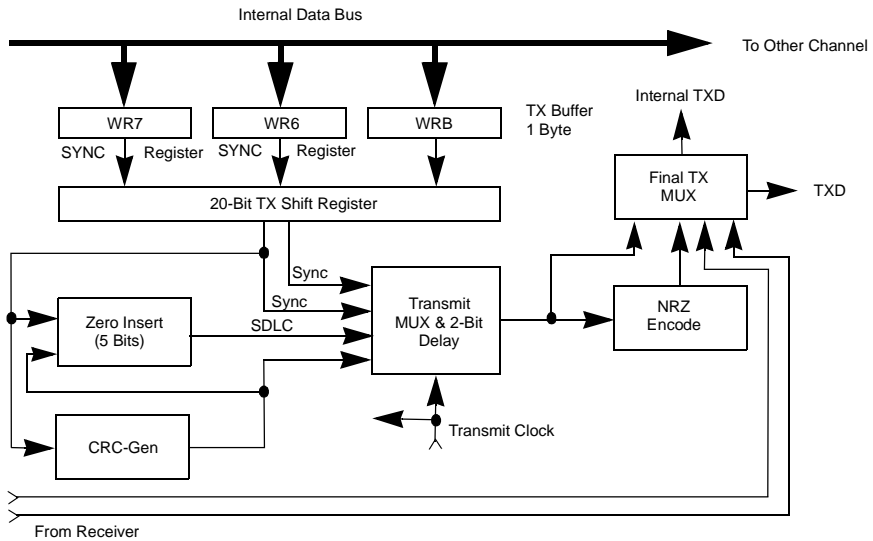 Internal Data Bus
To Other Channel
WR7
WR6
WRB
TX Buffer
1 Byte
Internal TXD
SYNC
Register
SYNC
Register
Final TX
MUX
TXD
20-Bit TX Shift Register
Sync
Sync
Transmit
MUX & 2-Bit
Delay
NRZ
Encode
Zero Insert
(5 Bits)
SDLC
CRC-Gen
Transmit Clock
From Receiver